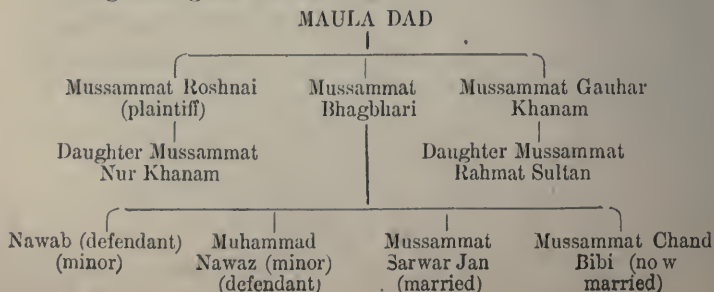 MAULA DAD
Mussammat Roshnai Mussammat Mussammat Gauhar
(plaintiff) Bhagbhari Khanam
Daughter Mussammat Daughter Mussammat
Nur Khanam Rahmat Sultan
Nawab (defendant) Muhammad Mussammat Mussammat Chand
(minor) Nawaz (minor) Sarwar Jan Bibi (now
(defendant) (married) married)